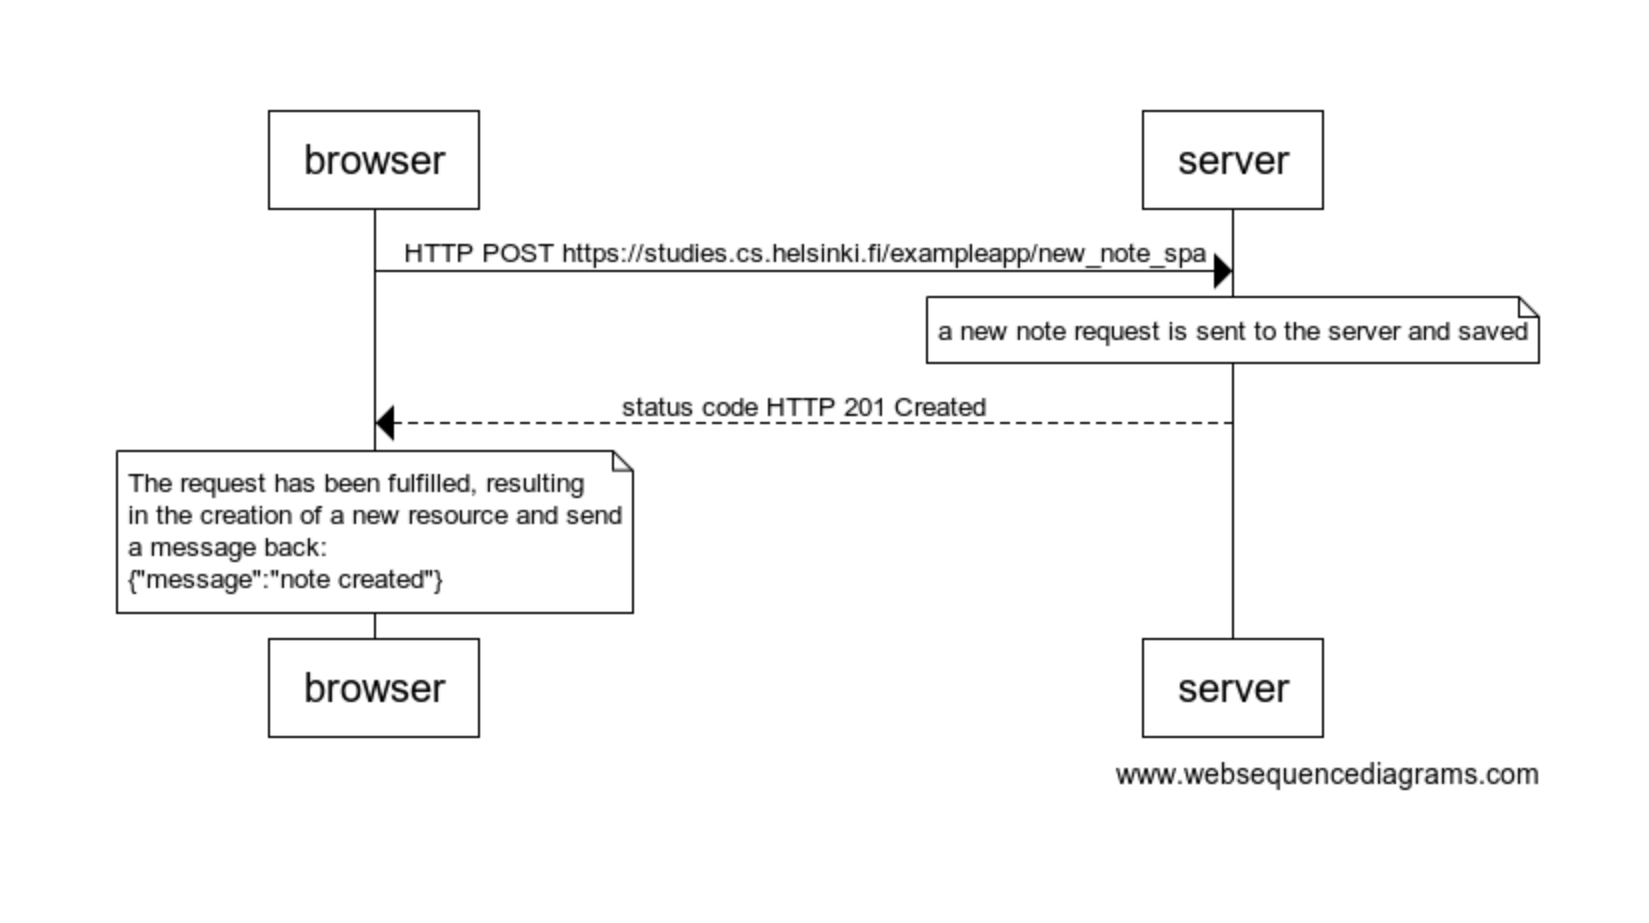 browser
server
HTTP POST https://studies.cs.helsinki.fi/exampleapp/new_note_spa
a new note request is sent to the server and saved
status code HTTP 201 Created
The request has been fulfilled, resulting
in the creation of a new resource and send
a message back:
{"message":"note created"}
browser
server
www.websequencediagrams.com